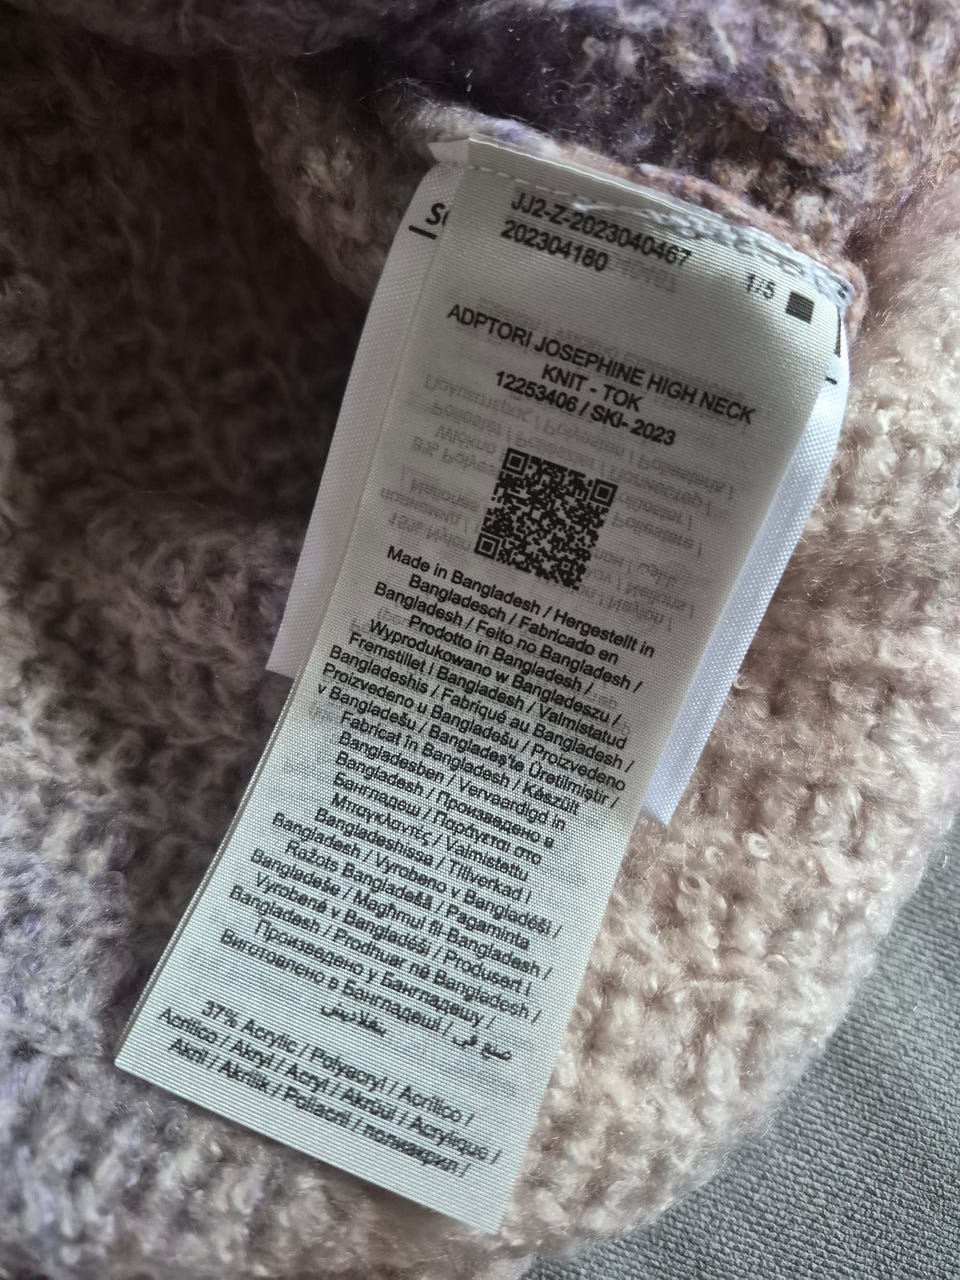 JJ2-Z-2023040467
202304180
1/5
ADPTORI JOSEPHINE HIGH NECK
KNIT - TOK
12253406 / SKI- 2023
Made in Bangladesh / Hergestellt in
Bangladesch / Fabricado en
Bangladesh / Feito no Bangladesh /
Prodotto in Bangladesh /
Wyprodukowano w Bangladeszu /
Fremstillet i Bangladesh / Valmistatud
Bangladeshis / Fabriqué au Bangladesh /
Proizvedeno u Bangladešu / Proizvedeno
v Bangladešu / Bangladeş'te Üretilmiştir /
Fabricat în Bangladesh / Készült
Bangladesben / Vervaardigd in
Bangladesh / Произведено в
Бангладеш / Παράγεται στο
Μπαγκλαντές / Valmistettu
Bangladeshissa / Tillverkad i
Bangladesh / Vyrobeno v Bangladéši /
Ražots Bangladešā / Pagaminta
Bangladeše / Magħmul fil-Bangladesh /
Vyrobené v Bangladéši / Produsert i
Bangladesh / Prodhuar në Bangladesh /
Произведено у Бангладешу /
Виготовлено в Бангладеші / صنع في
بنغلاديش
37% Acrylic / Polyacryl / Acrílico /
Acrilico / Akryl / Acryl / Akrüül / Acrylique /
Akril / Akrilik / Poliacril / полиакрил /